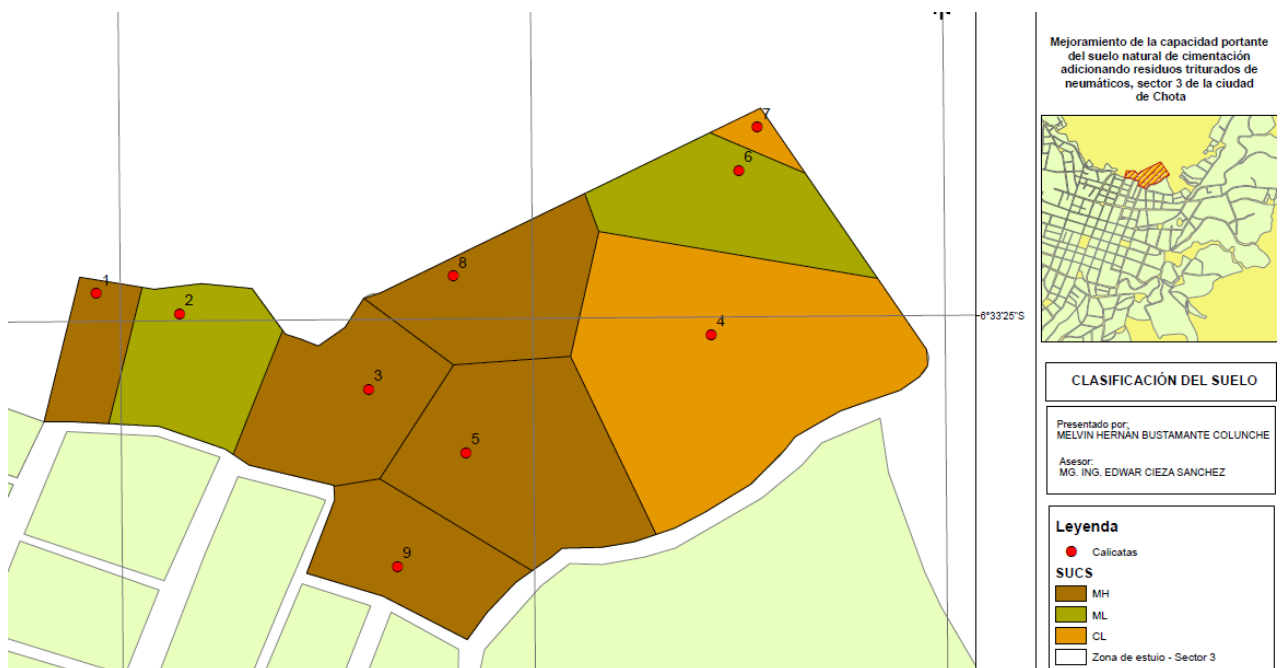 Mejoramiento de la capacidad portante
del suelo natural de cimentación
adicionando residuos triturados de
neumáticos, sector 3 de la ciudad
de Chota
7
6
8
1
2
4
6°33'25"S
3
5
9
CLASIFICACIÓN DEL SUELO
Presentado por;
MELVIN HERNÁN BUSTAMANTE COLUNCHE
Asesor:
MG. ING. EDWAR CIEZA SANCHEZ
Leyenda
Calicatas
SUCS
MH
ML
CL
Zona de estuio - Sector 3